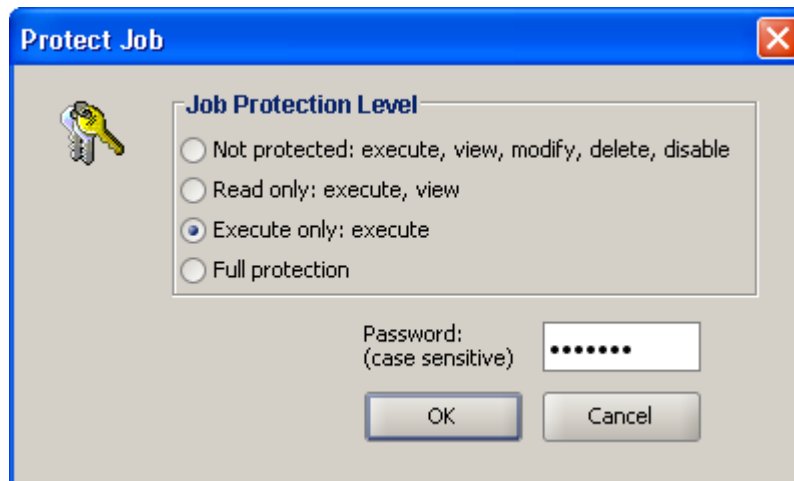 Protect Job
Job Protection Level
Not protected: execute, view, modify, delete, disable
Read only: execute, view
Execute only: execute
Full protection
Password:
(case sensitive)
•••••••
OK
Cancel